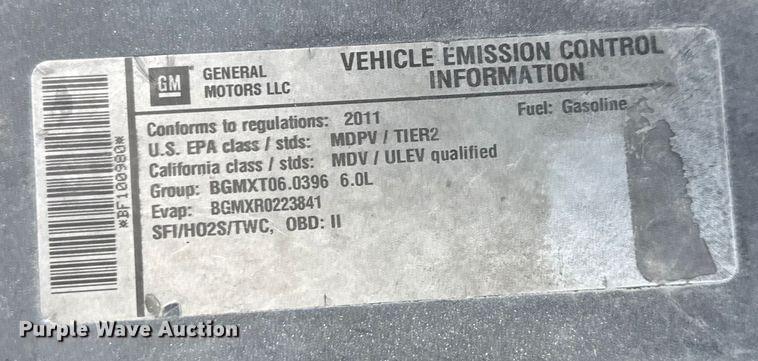 GM
GENERAL
MOTORS LLC
VEHICLE EMISSION CONTROL
INFORMATION
Conforms to regulations: 2011
Fuel: Gasoline
U.S. EPA class / stds: MDPV / TIER2
California class / stds: MDV / ULEV qualified
Group: BGMXT06.0396 6.0L
Evap: BGMXR0223841
SFI/HO2S/TWC, OBD: II
*BF100980*
Purple Wave Auction